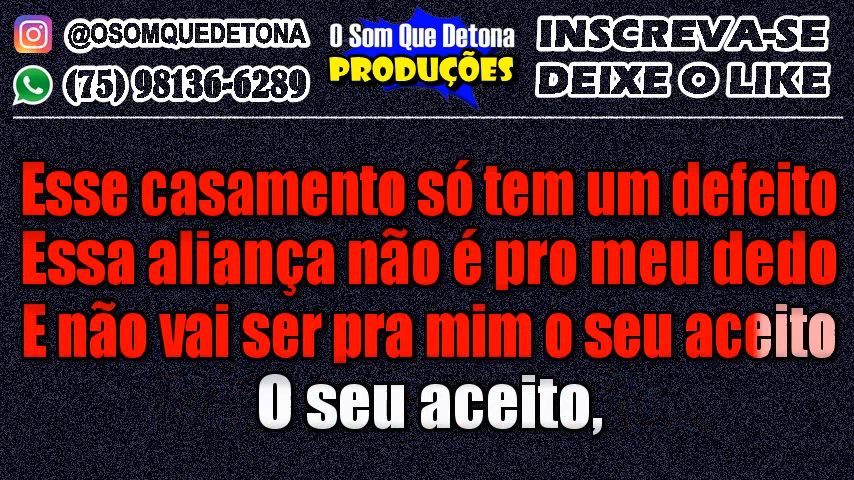 @OSOMQUEDETONA
(75) 98136-6289
O Som Que Detona
PRODUÇÕES
INSCREVA-SE
DEIXE O LIKE
Esse casamento só tem um defeito
Essa aliança não é pro meu dedo
E não vai ser pra mim o seu aceito
O seu aceito,